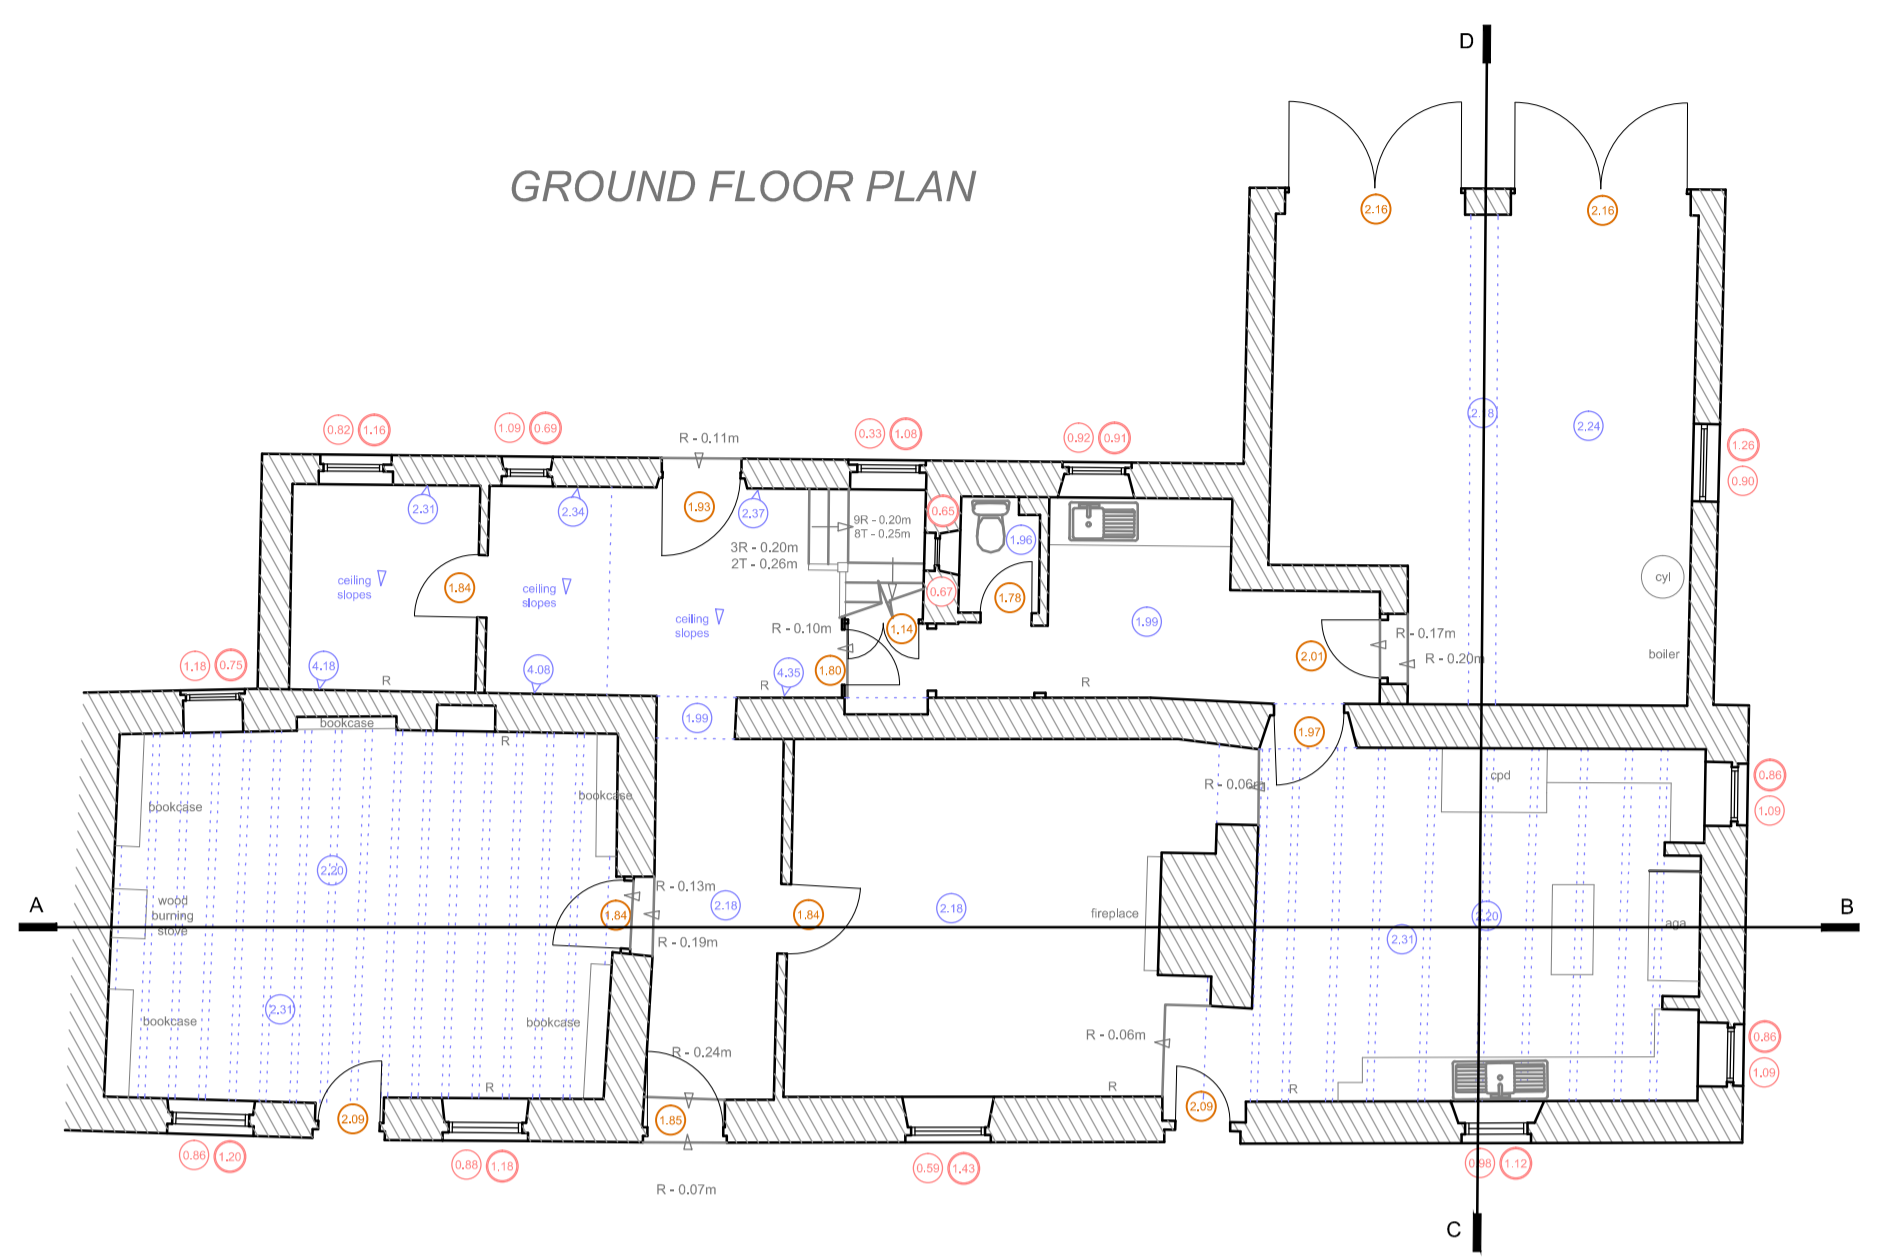 D
GROUND FLOOR PLAN
2.16
2.16
2.18
2.24
0.82 1.16
1.09 0.69
R - 0.11m
0.33 1.08
0.92 0.91
1.26
0.90
2.31
2.34
1.93
2.37
9R - 0.20m
8T - 0.25m
3R - 0.20m
2T - 0.26m
0.65
1.96
ceiling
slopes
1.84
ceiling
slopes
0.67
1.78
cyl
ceiling
slopes
R - 0.10m
1.14
1.99
R - 0.17m
R - 0.20m
2.01
boiler
1.18 0.75
4.18
R
4.08
R
4.35
1.80
R
1.99
bookcase
R
1.97
bookcase
bookcase
R - 0.06m
cpd
0.86
1.09
2.20
R - 0.13m
2.18
1.84
R - 0.19m
1.84
2.18
fireplace
2.31
2.20
aga
wood
burning
stove
A
B
2.31
bookcase
bookcase
R - 0.24m
R - 0.06m
0.86
1.09
R
R
R
2.09
1.85
2.09
0.86 1.20
0.88 1.18
0.59 1.43
0.98 1.12
R - 0.07m
C